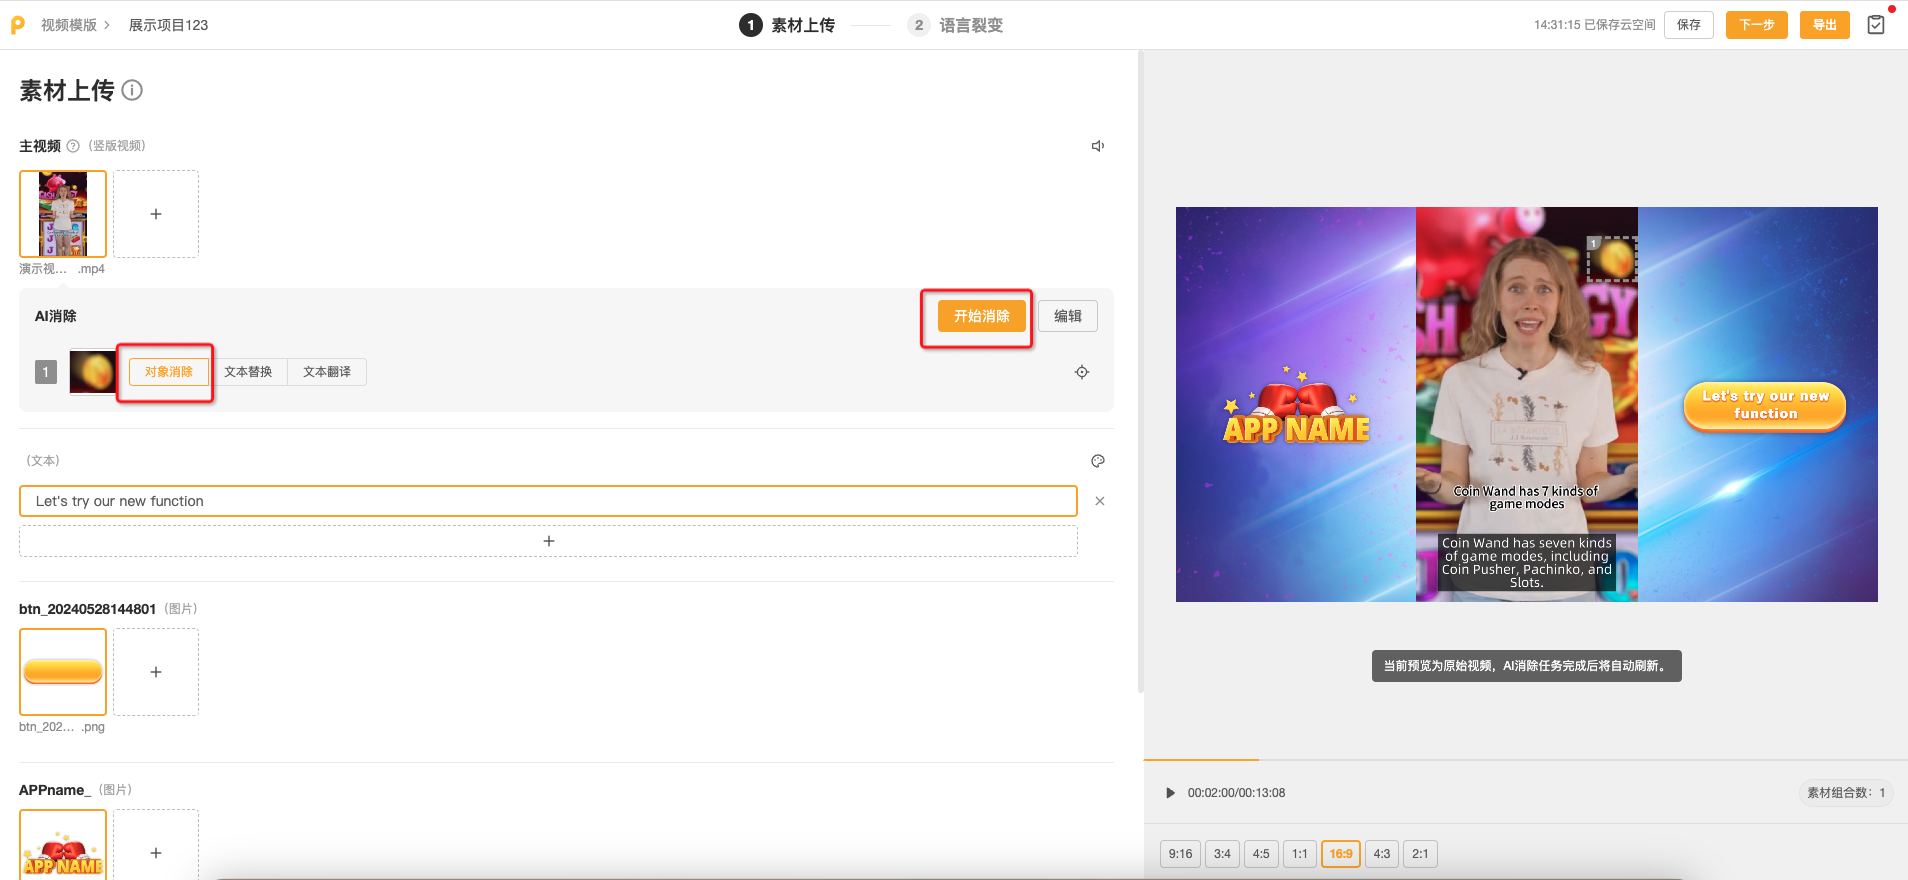 视频模版
展示项目123
1 素材上传
2 语言裂变
14:31:15 已保存云空间
保存
下一步
导出
素材上传
主视频 (竖版视频)
演示视... .mp4
AI消除
开始消除
编辑
1
对象消除
文本替换
文本翻译
(文本)
Let's try our new function
btn_20240528144801 (图片)
btn_202... .png
APPname_ (图片)
APP NAME
APP NAME
1
Coin Wand has 7 kinds of
game modes
Coin Wand has seven kinds
of game modes, including
Coin Pusher, Pachinko, and
Slots.
Let's try our new
function
当前预览为原始视频，AI消除任务完成后将自动刷新。
00:02:00/00:13:08
素材组合数：1
9:16
3:4
4:5
1:1
16:9
4:3
2:1